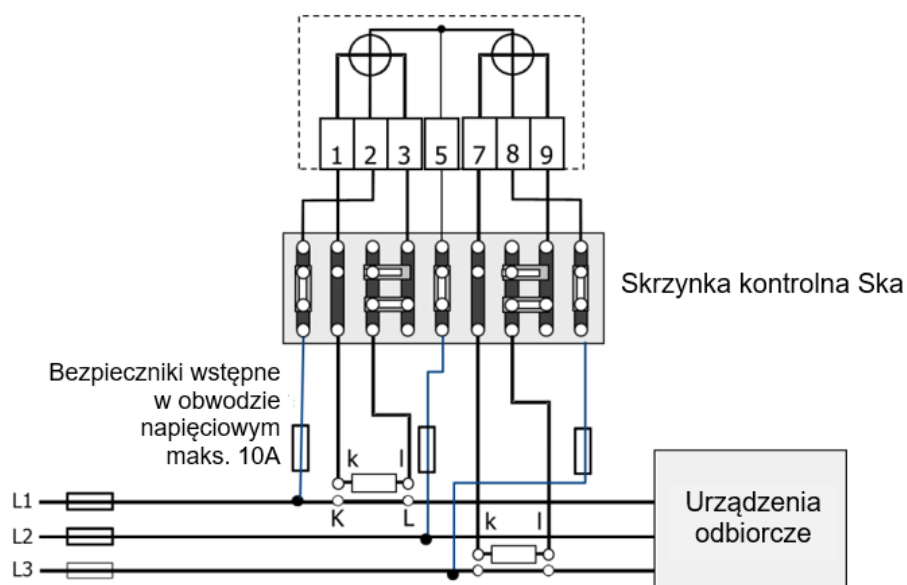 1 2 3 5 7 8 9
Skrzynka kontrolna Ska
Bezpieczniki wstępne
w obwodzie
napięciowym
maks. 10A
k l
L1
K L
Urządzenia
odbiorcze
L2
k l
L3